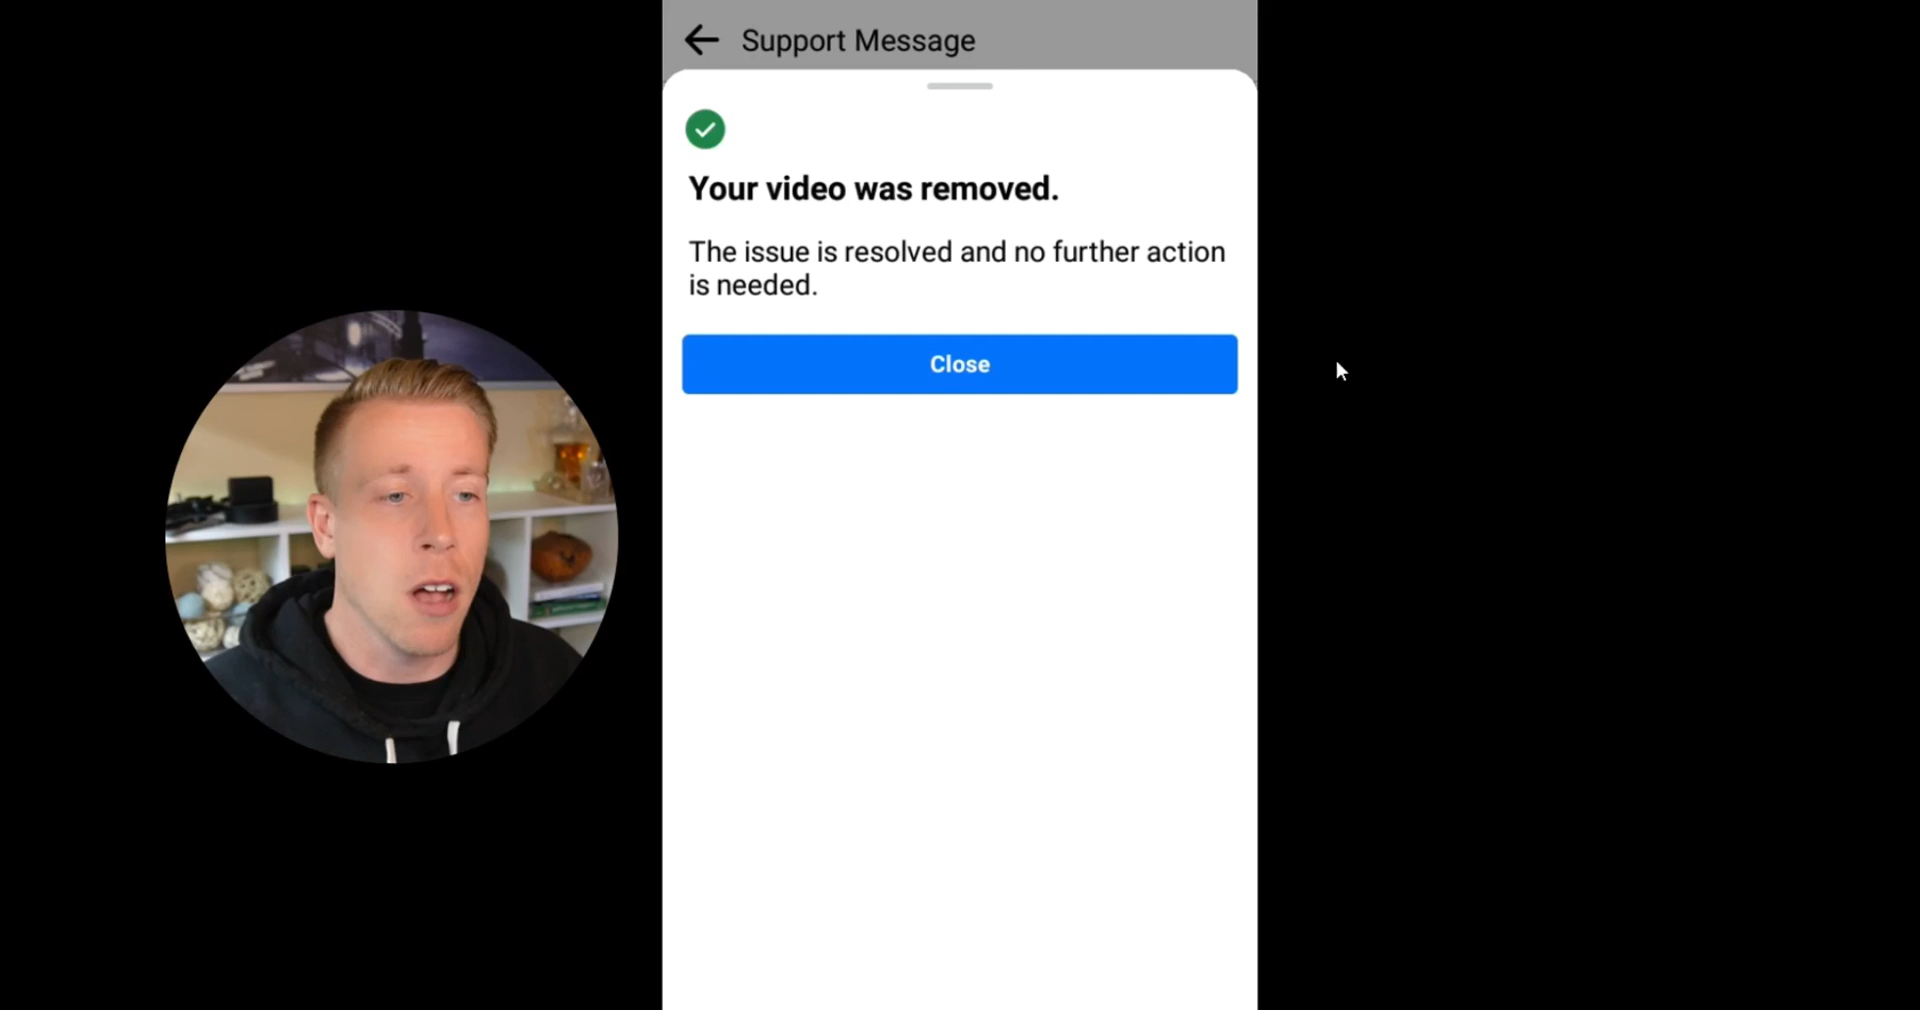 Support Message
Your video was removed.
The issue is resolved and no further action
is needed.
Close